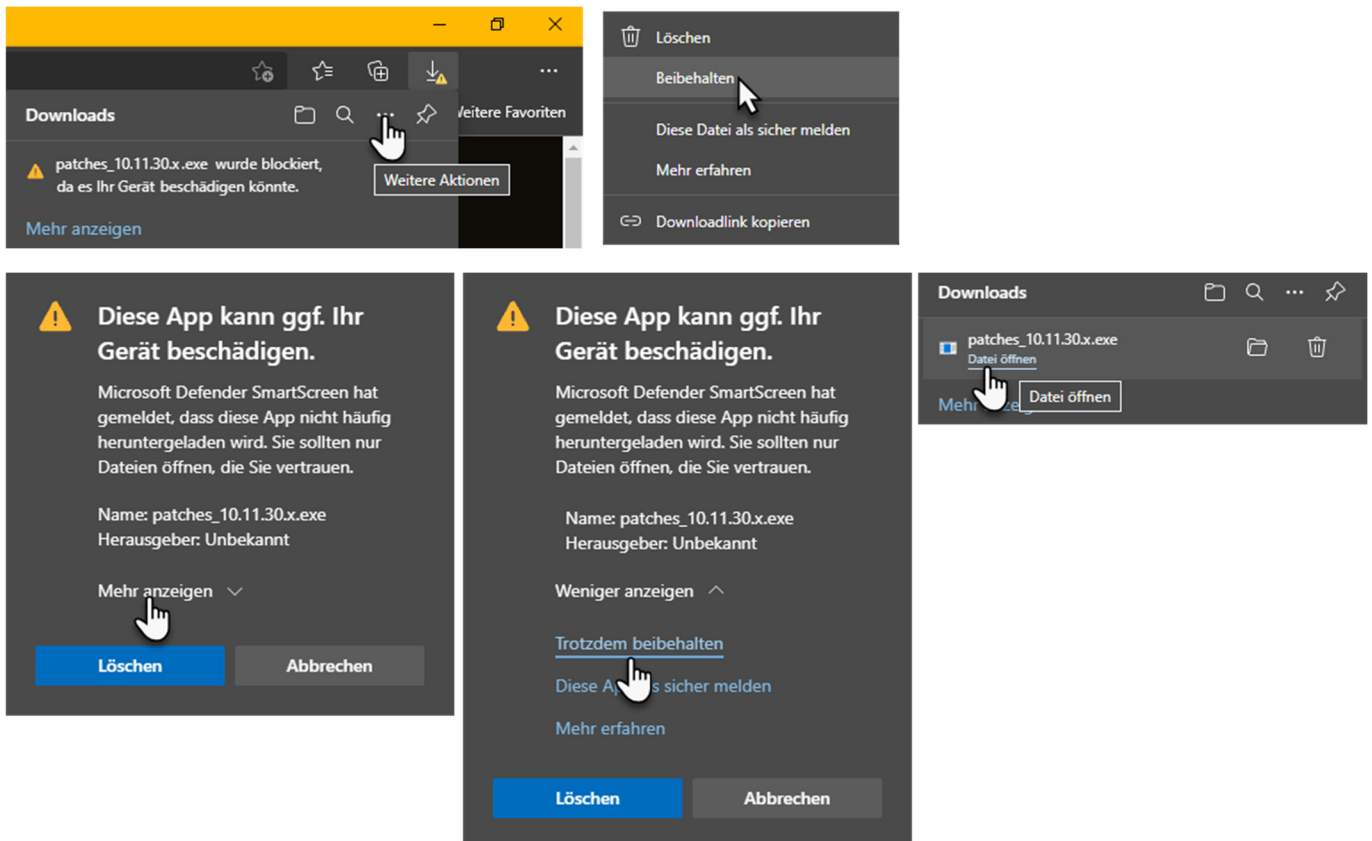 Weitere Favoriten
Downloads
patches_10.11.30.x.exe wurde blockiert,
da es Ihr Gerät beschädigen könnte.
Weitere Aktionen
Mehr anzeigen
Löschen
Beibehalten
Diese Datei als sicher melden
Mehr erfahren
Downloadlink kopieren
Diese App kann ggf. Ihr
Gerät beschädigen.
Microsoft Defender SmartScreen hat
gemeldet, dass diese App nicht häufig
heruntergeladen wird. Sie sollten nur
Dateien öffnen, die Sie vertrauen.
Name: patches_10.11.30.x.exe
Herausgeber: Unbekannt
Mehr anzeigen
Löschen Abbrechen
Diese App kann ggf. Ihr
Gerät beschädigen.
Microsoft Defender SmartScreen hat
gemeldet, dass diese App nicht häufig
heruntergeladen wird. Sie sollten nur
Dateien öffnen, die Sie vertrauen.
Name: patches_10.11.30.x.exe
Herausgeber: Unbekannt
Weniger anzeigen
Trotzdem beibehalten
Diese sicher melden
Mehr erfahren
Löschen Abbrechen
Downloads
patches_10.11.30.x.exe
Datei öffnen
Datei öffnen